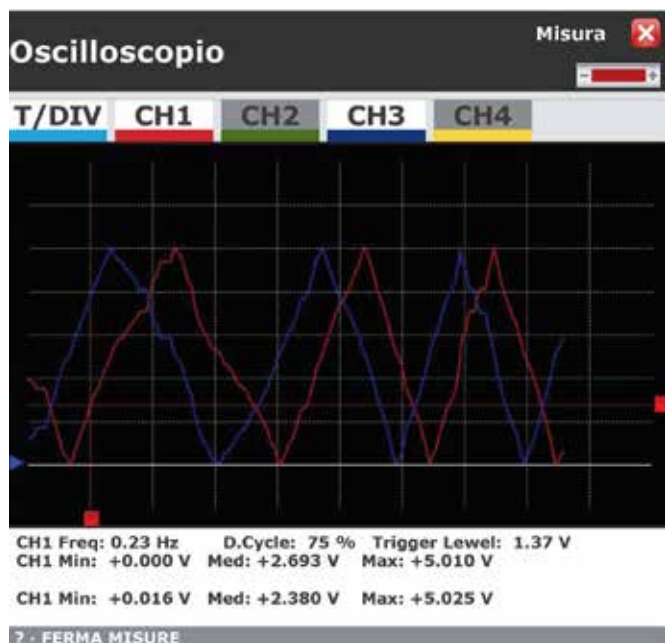 Misura
Oscilloscopio
T/DIV CH1 CH2 CH3 CH4
CH1 Freq: 0.23 Hz D.Cycle: 75 % Trigger Lewel: 1.37 V
CH1 Min: +0.000 V Med: +2.693 V Max: +5.010 V
CH1 Min: +0.016 V Med: +2.380 V Max: +5.025 V
? - FERMA MISURE